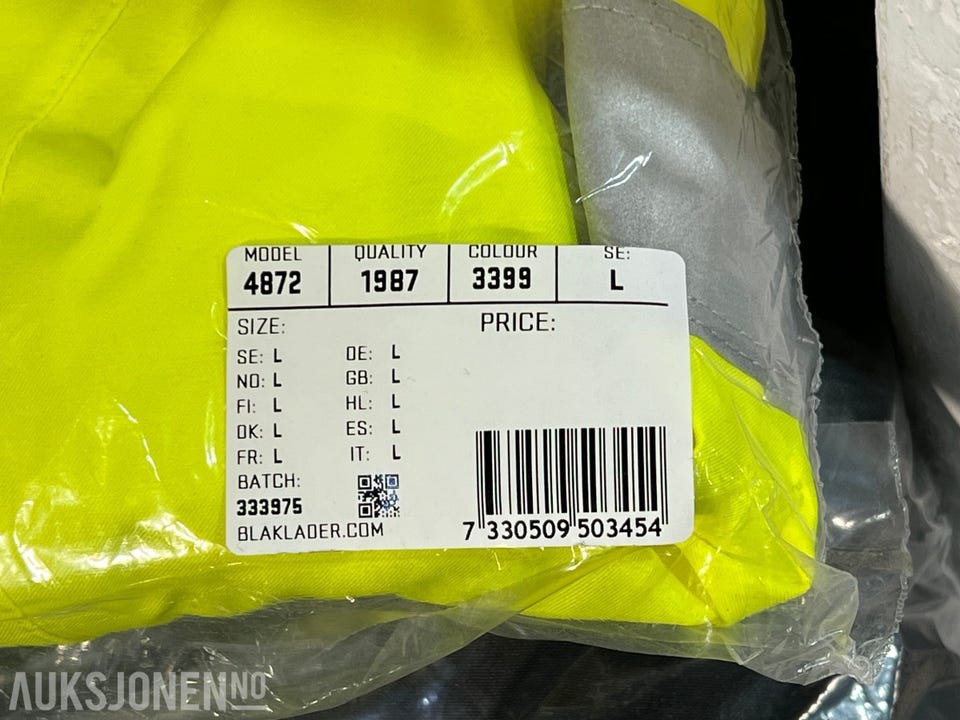 MODEL QUALITY COLOUR SE:
4872 1987 3399 L
SIZE: PRICE:
SE: L DE: L
NO: L GB: L
FI: L HL: L
DK: L ES: L
FR: L IT: L
BATCH:
333975
BLAKLADER.COM
7 330509 503454
AUKSJONEN.NO